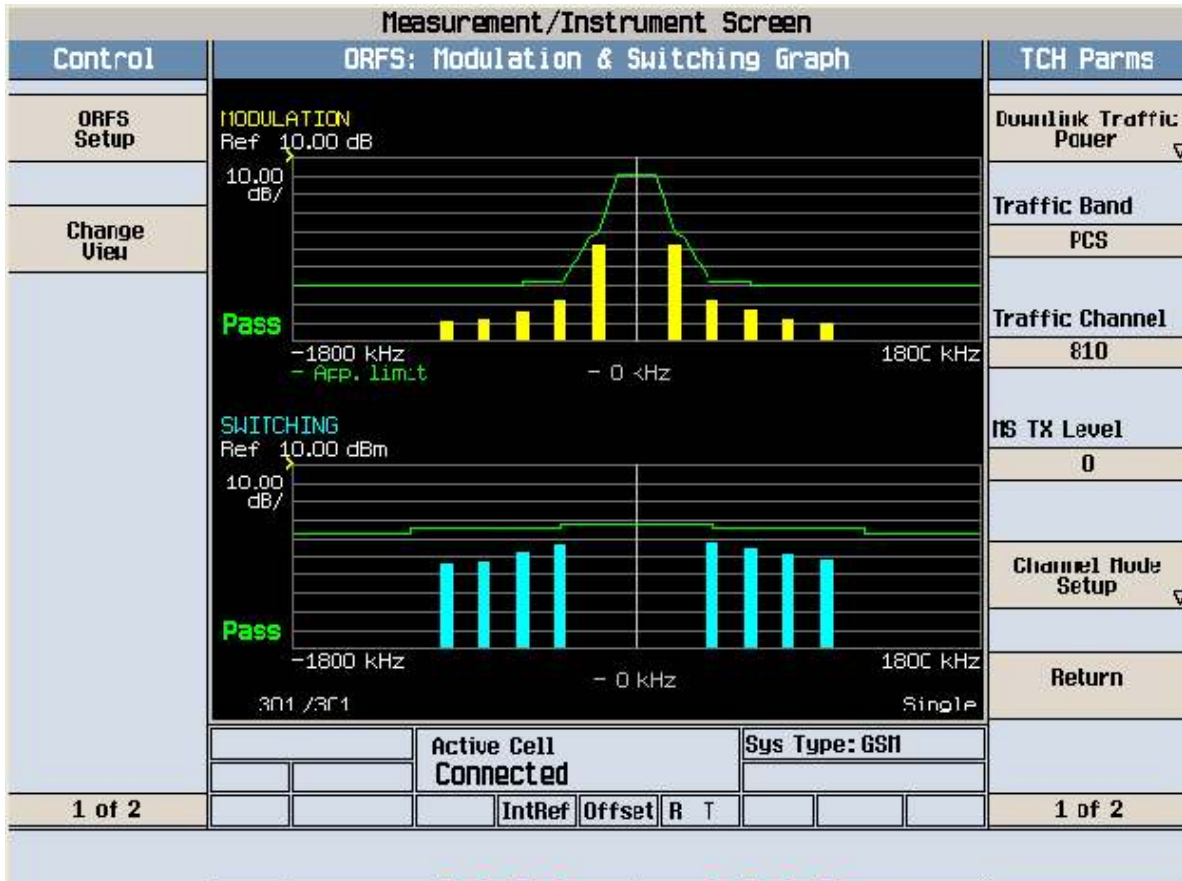 Measurement/Instrument Screen
Control
ORFS: Modulation & Switching Graph
TCH Parms
ORFS
Setup
Change
View
MODULATION
Ref 10.00 dB
10.00
dB/
Pass
-1800 kHz
1800 kHz
- App. limit
- 0 kHz
SWITCHING
Ref 10.00 dBm
10.00
dB/
Pass
-1800 kHz
1800 kHz
- 0 kHz
301/301
Single
Downlink Traffic
Power
Traffic Band
PCS
Traffic Channel
810
MS TX Level
0
Channel Mode
Setup
Return
Active Cell
Connected
Sys Type: GSM
IntRef
Offset
R T
1 of 2
1 of 2